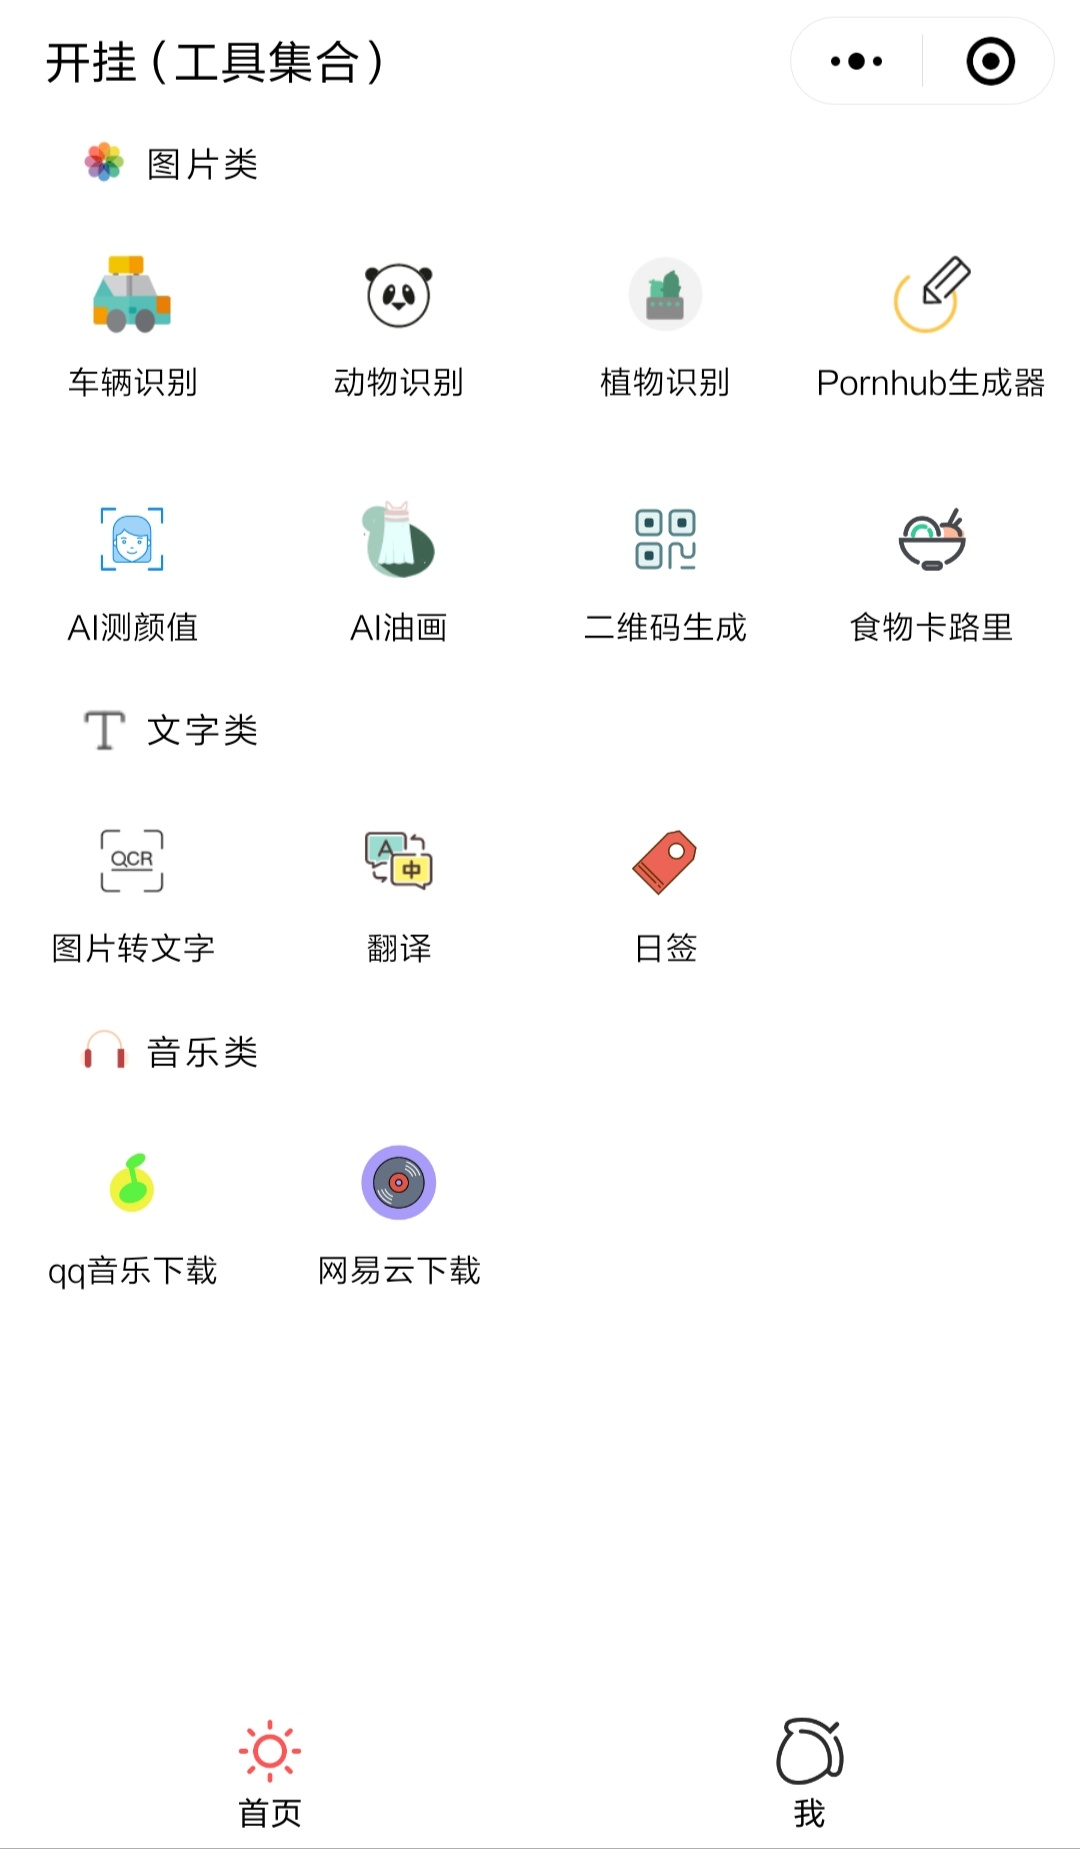 开挂（工具集合）
图片类
车辆识别 动物识别 植物识别 Pornhub生成器
AI测颜值 AI油画 二维码生成 食物卡路里
文字类
QCR A 中
图片转文字 翻译 日签
音乐类
qq音乐下载 网易云下载
首页 我